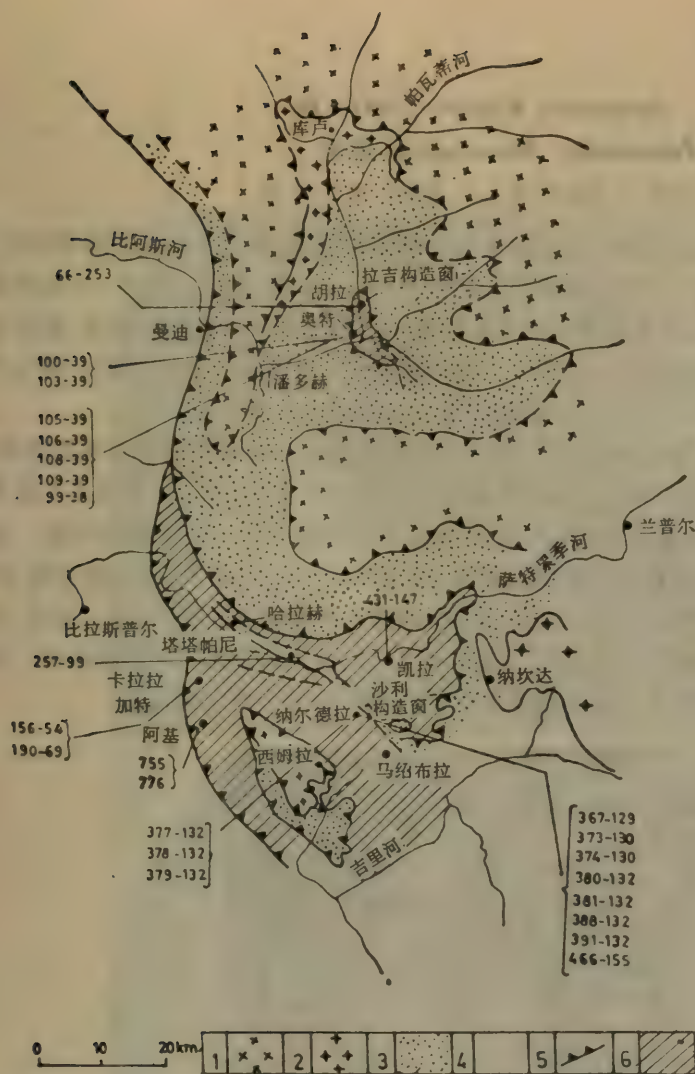 帕瓦蒂河
库卢
比阿斯河
66-253
拉吉构造窗
胡拉
奥特
曼迪
100-39
103-39
潘多赫
105-39
106-39
108-39
109-39
99-38
兰普尔
萨特累季河
431-147
哈拉赫
比拉斯普尔
塔塔帕尼
257-99
凯拉
纳坎达
卡拉拉
加特
沙利
构造窗
纳尔德拉
156-54
190-69
阿基
西姆拉
马绍布拉
755
776
377-132
378-132
379-132
吉里河
367-129
373-130
374-130
380-132
381-132
388-132
391-132
466-155
0 10 20km
1 2 3 4 5 6